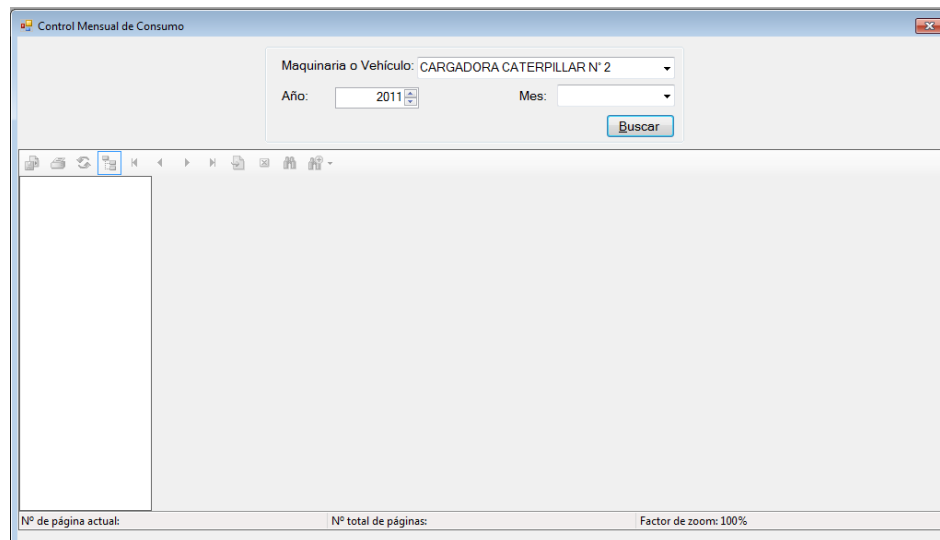 Control Mensual de Consumo
Maquinaria o Vehículo: CARGADORA CATERPILLAR N° 2
Año: 2011 Mes:
Buscar
Nº de página actual: Nº total de páginas: Factor de zoom: 100%